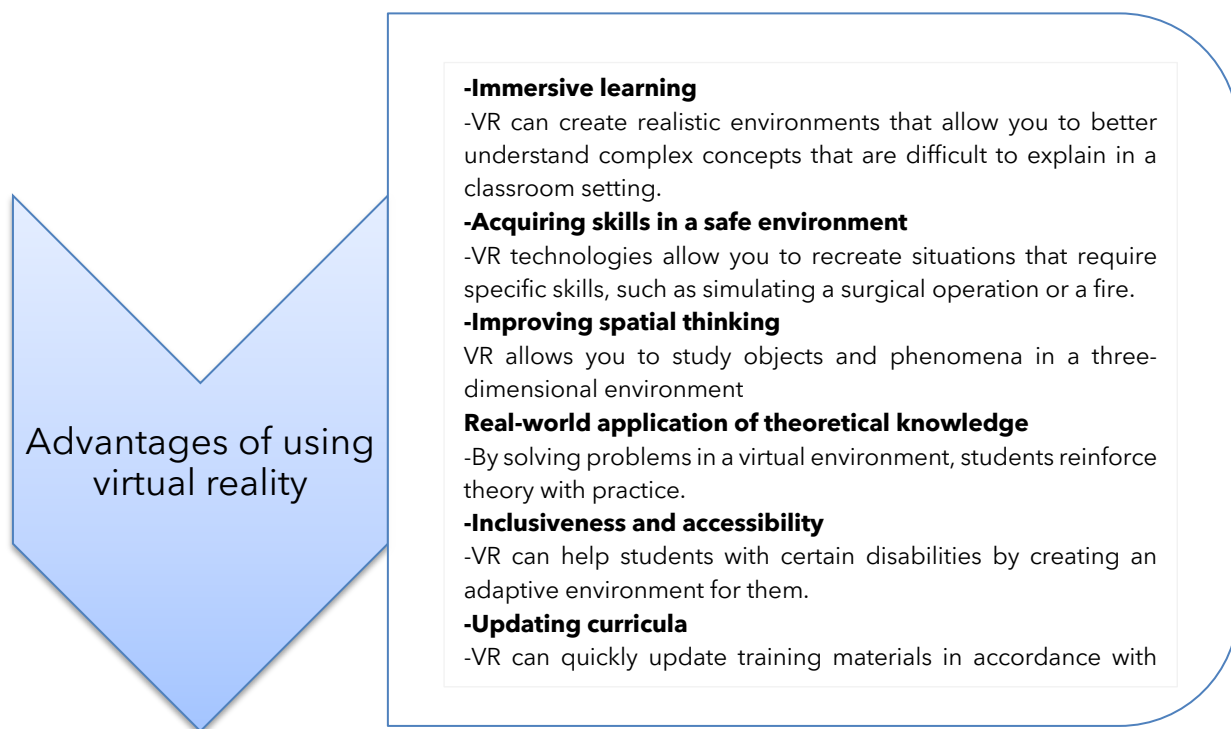 -Immersive learning
-VR can create realistic environments that allow you to better
understand complex concepts that are difficult to explain in a
classroom setting.
-Acquiring skills in a safe environment
-VR technologies allow you to recreate situations that require
specific skills, such as simulating a surgical operation or a fire.
-Improving spatial thinking
VR allows you to study objects and phenomena in a three-
dimensional environment
Real-world application of theoretical knowledge
-By solving problems in a virtual environment, students reinforce
theory with practice.
-Inclusiveness and accessibility
-VR can help students with certain disabilities by creating an
adaptive environment for them.
-Updating curricula
-VR can quickly update training materials in accordance with
Advantages of using
virtual reality